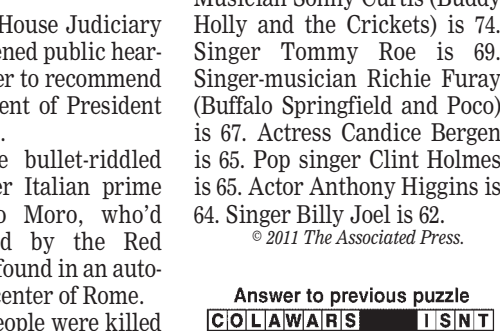 House Judiciary
ened public hear-
er to recommend
ent of President
.
e bullet-riddled
er Italian prime
o Moro, who'd
d by the Red
found in an auto-
center of Rome.
eople were killed
Musician Sonny Curtis (Buddy
Holly and the Crickets) is 74.
Singer Tommy Roe is 69.
Singer-musician Richie Furay
(Buffalo Springfield and Poco)
is 67. Actress Candice Bergen
is 65. Pop singer Clint Holmes
is 65. Actor Anthony Higgins is
64. Singer Billy Joel is 62.
© 2011 The Associated Press.
Answer to previous puzzle
COLAWARS ISNT